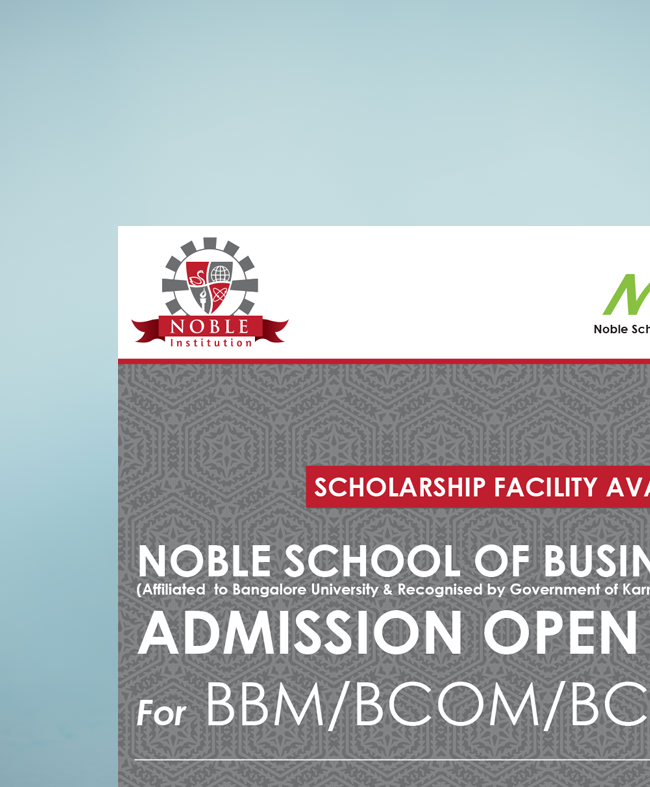 NOBLE
Institution
Noble Sch
SCHOLARSHIP FACILITY AVA
NOBLE SCHOOL OF BUSIN
(Affiliated to Bangalore University & Recognised by Government of Karn
ADMISSION OPEN
For BBM/BCOM/BC